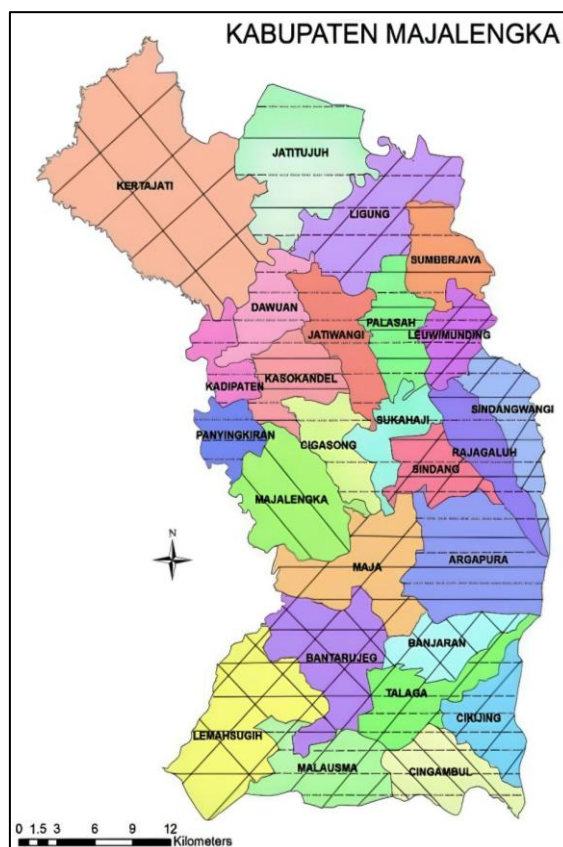 KABUPATEN MAJALENGKA
JATITUJUH
KERTAJATI
LIGUNG
SUMBERJAYA
DAWUAN
PALASAH
JATIWANGI
LEUWIMUNDING
KADIPATEN
KASOKANDEL
SINDANGWANGI
SUKAHAJI
PANYINGKIRAN
CIGASONG
RAJAGALUH
SINDANG
MAJALENGKA
N
MAJA
ARGAPURA
BANJARAN
BANTARUJEG
TALAGA
CIKIJING
LEMAHSUGIH
MALAUSMA
CINGAMBUL
0 1.5 3 6 9 12
Kilometers